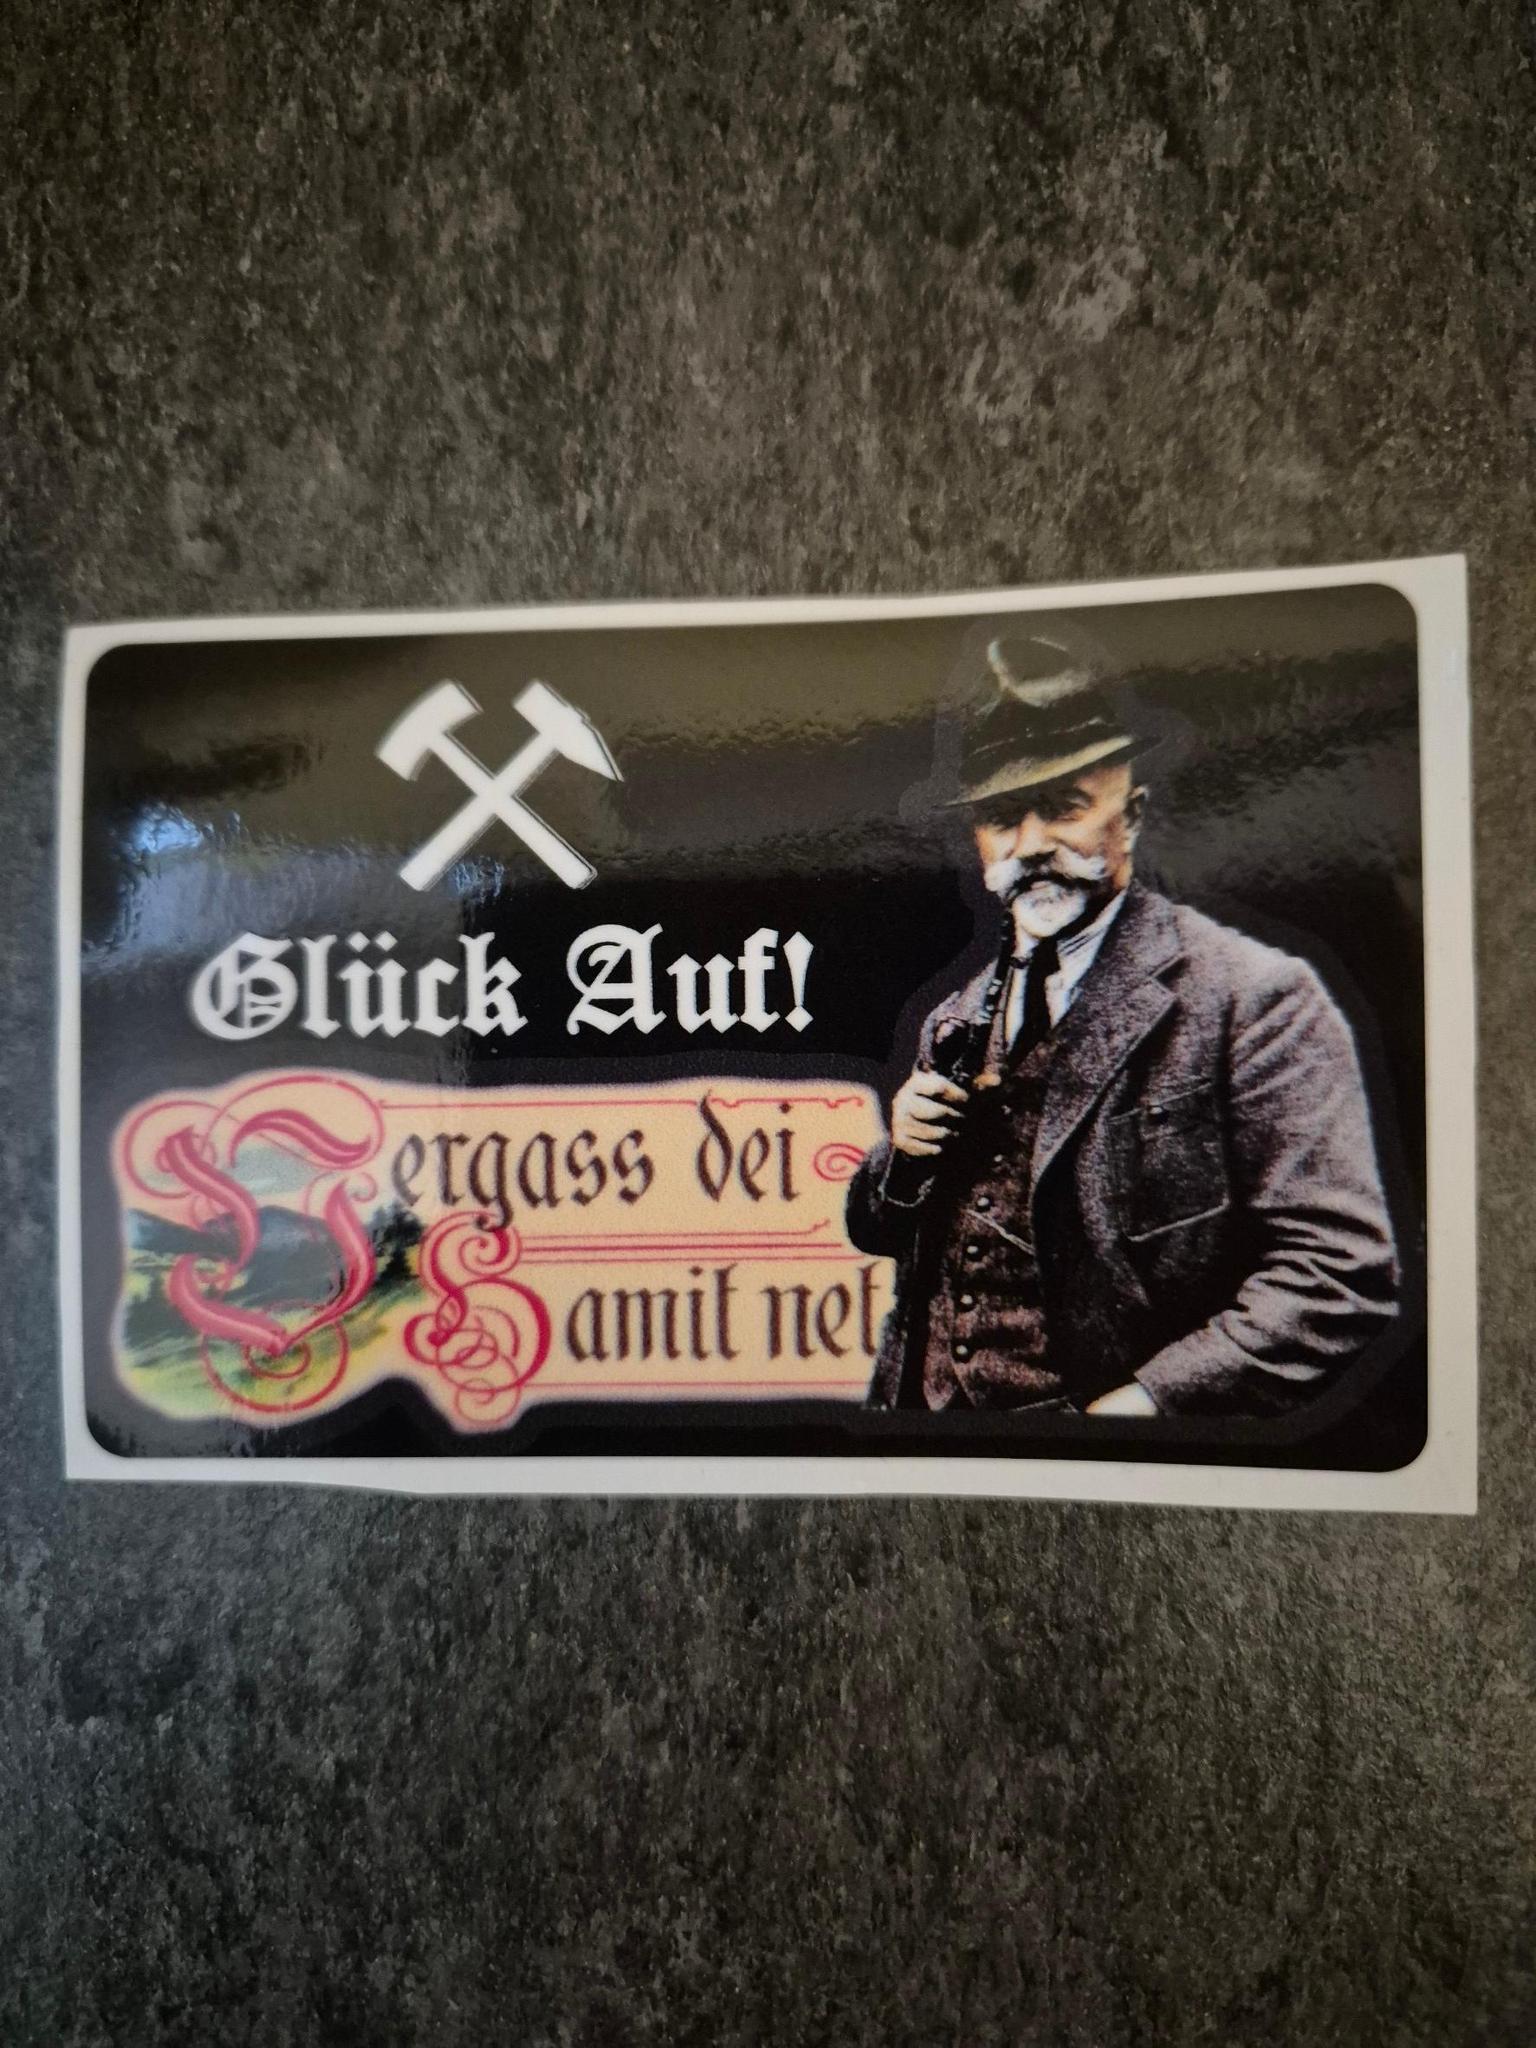 Glück Auf!
Vergass dei
Hamit net